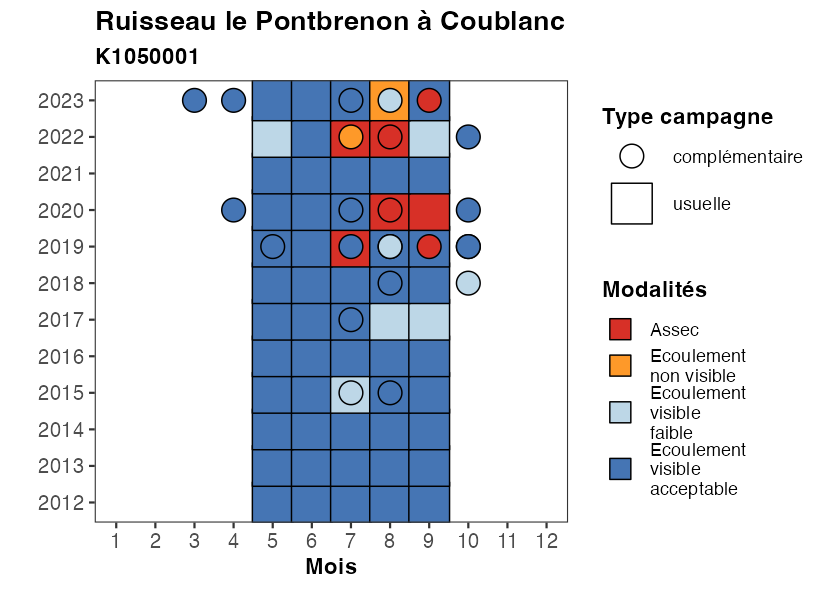 Ruisseau le Pontbrenon à Coublanc
K1050001
2023
2022
2021
2020
2019
2018
2017
2016
2015
2014
2013
2012
1 2 3 4 5 6 7 8 9 10 11 12
Mois
Type campagne
complémentaire
usuelle
Modalités
Assec
Ecoulement
non visible
Ecoulement
visible
faible
Ecoulement
visible
acceptable